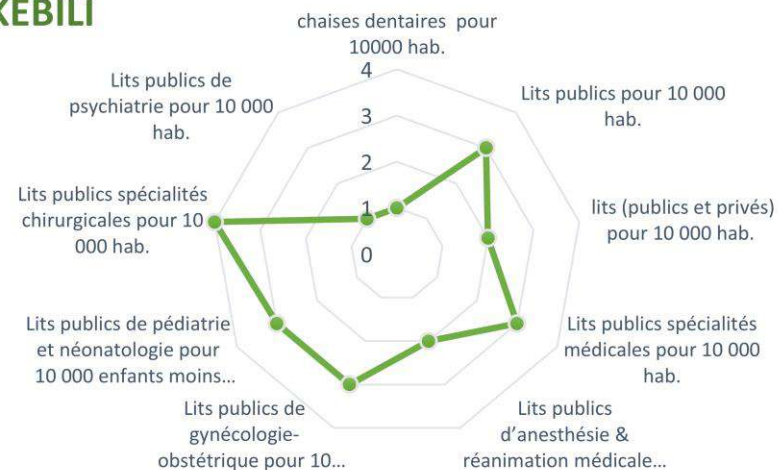 KEBILI
chaises dentaires pour
10000 hab.
Lits publics pour 10 000
hab.
lits (publics et privés)
pour 10 000 hab.
Lits publics spécialités
médicales pour 10 000
hab.
Lits publics
d'anesthésie &
réanimation médicale...
Lits publics de
gynécologie-
obstétrique pour 10...
Lits publics de pédiatrie
et néonatologie pour
10 000 enfants moins...
Lits publics spécialités
chirurgicales pour 10
000 hab.
Lits publics de
psychiatrie pour 10 000
hab.
4
3
2
1
0